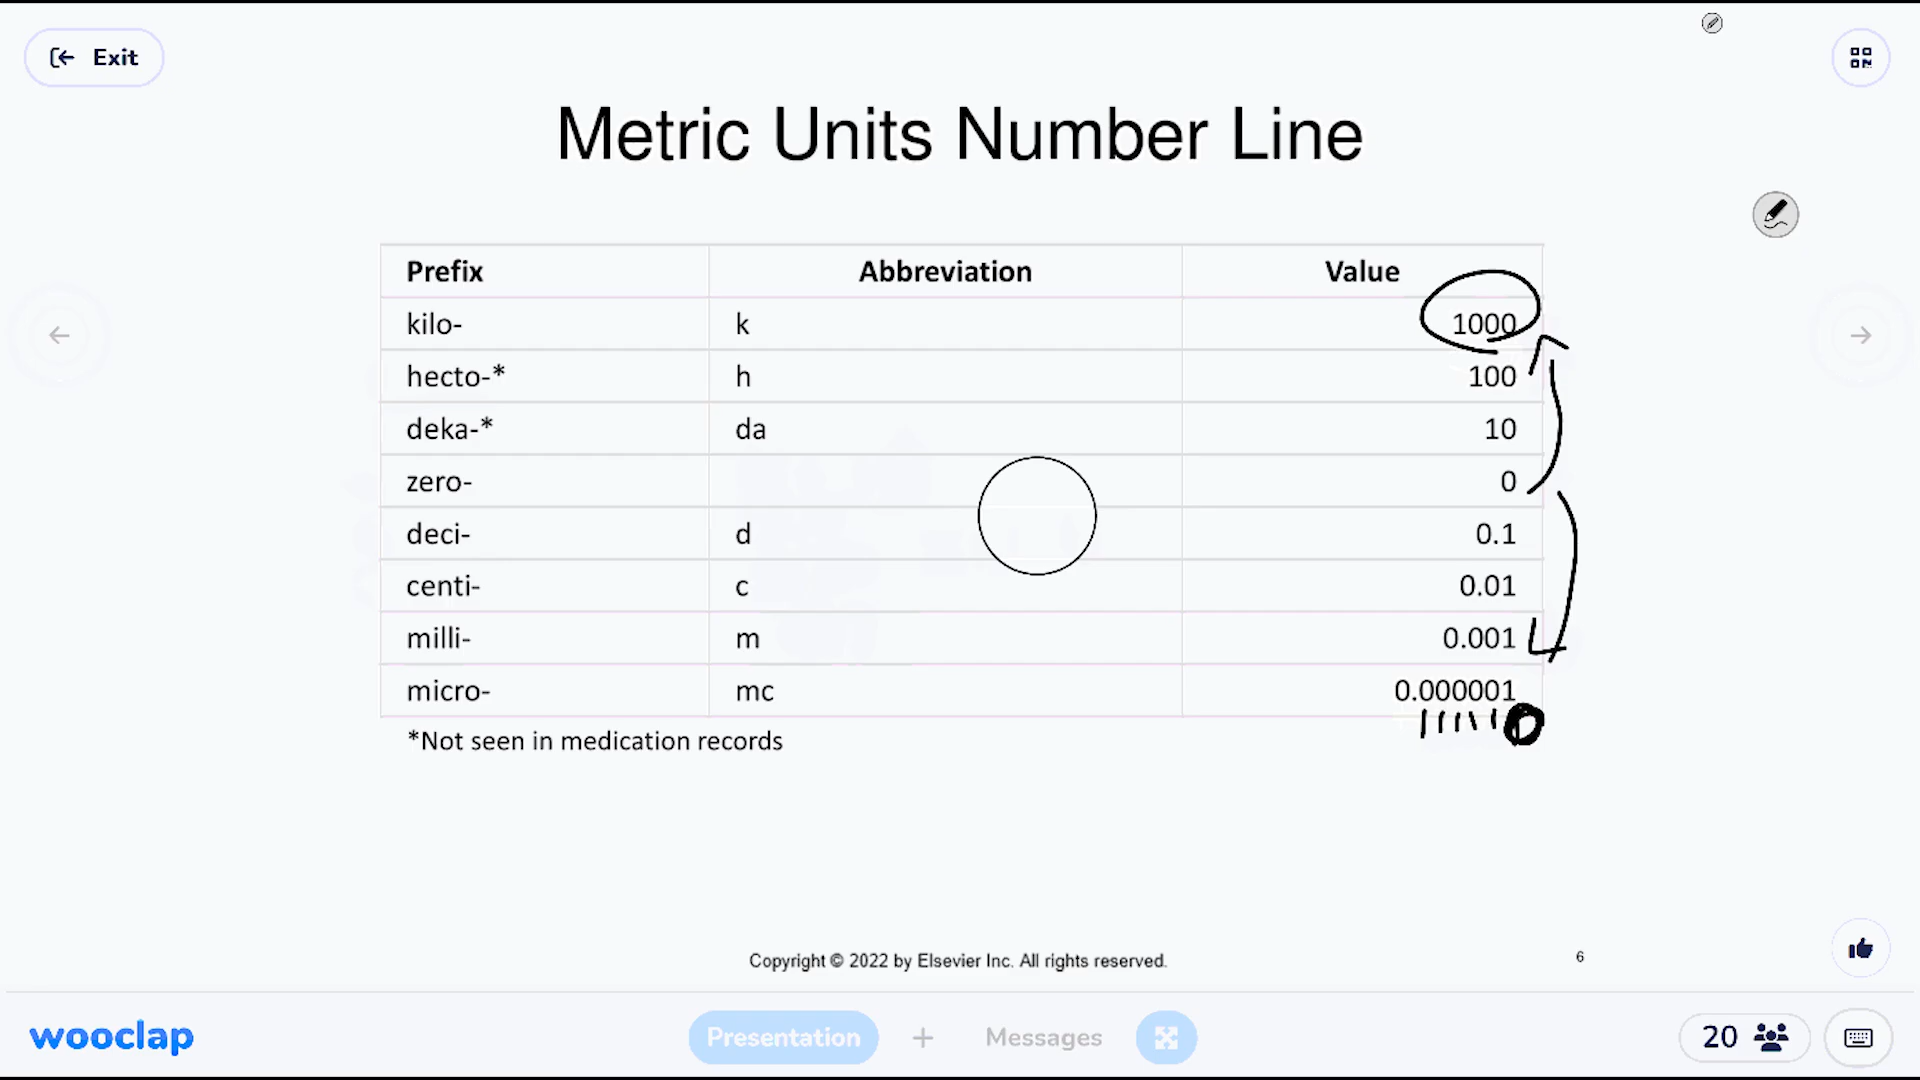 Exit
Metric Units Number Line
Prefix Abbreviation Value
kilo- k 1000
hecto-* h 100
deka-* da 10
zero- 0
deci- d 0.1
centi- c 0.01
milli- m 0.001
micro- mc 0.000001
*Not seen in medication records
Copyright © 2022 by Elsevier Inc. All rights reserved.
6
wooclap
Presentation + Messages
20